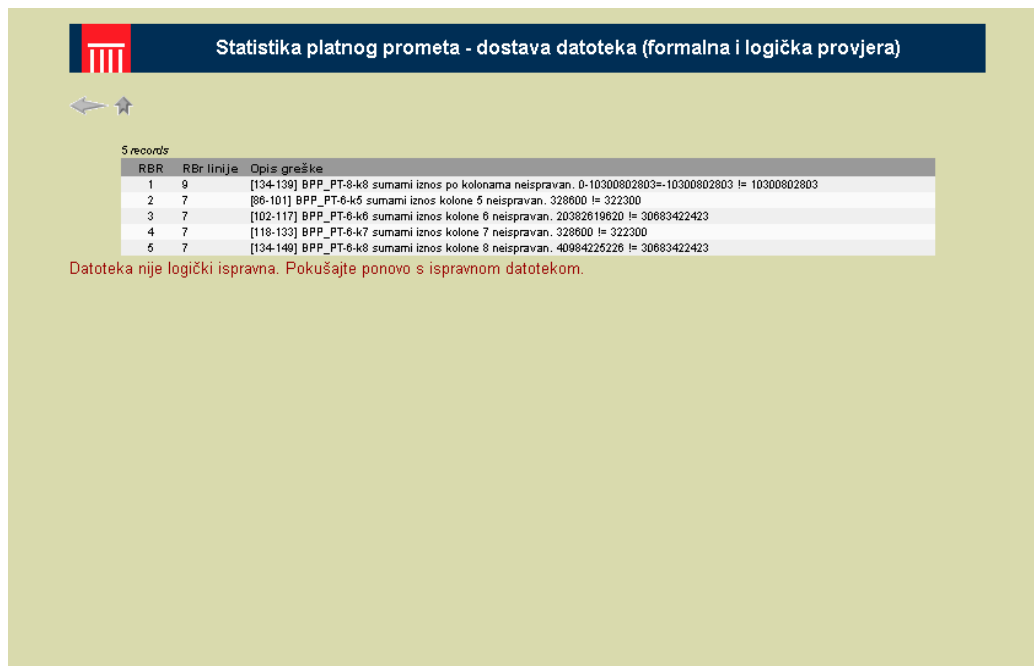 Statistika platnog prometa - dostava datoteka (formalna i logička provjera)
5 records
RBR RBr linije Opis greške
1 9 [134-139] BPP_PT-8-k8 sumarni iznos po kolonama neispravan. 0-10300802803=-10300802803 != 10300802803
2 7 [86-101] BPP_PT-6-k5 sumarni iznos kolone 5 neispravan. 328600 != 322300
3 7 [102-117] BPP_PT-6-k6 sumarni iznos kolone 6 neispravan. 20382619620 != 30683422423
4 7 [118-133] BPP_PT-6-k7 sumarni iznos kolone 7 neispravan. 328600 != 322300
5 7 [134-149] BPP_PT-6-k8 sumarni iznos kolone 8 neispravan. 40984225226 != 30683422423
Datoteka nije logički ispravna. Pokušajte ponovo s ispravnom datotekom.